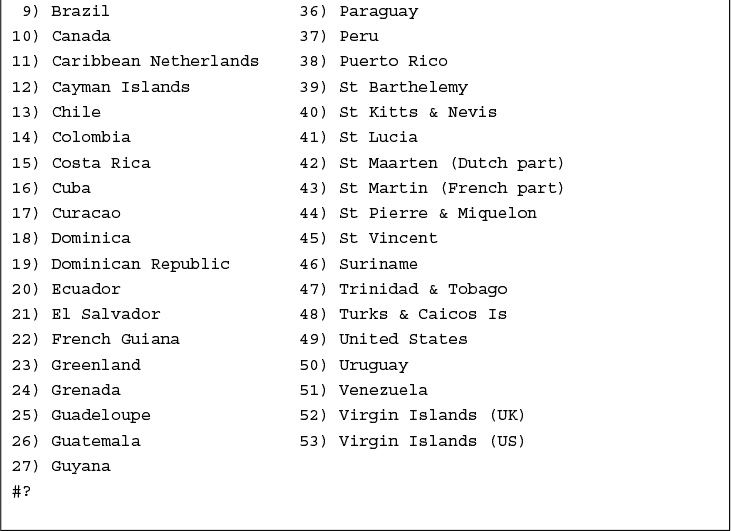 9) Brazil                   36) Paraguay
10) Canada                   37) Peru
11) Caribbean Netherlands    38) Puerto Rico
12) Cayman Islands           39) St Barthelemy
13) Chile                    40) St Kitts & Nevis
14) Colombia                 41) St Lucia
15) Costa Rica               42) St Maarten (Dutch part)
16) Cuba                     43) St Martin (French part)
17) Curacao                  44) St Pierre & Miquelon
18) Dominica                 45) St Vincent
19) Dominican Republic       46) Suriname
20) Ecuador                  47) Trinidad & Tobago
21) El Salvador              48) Turks & Caicos Is
22) French Guiana            49) United States
23) Greenland                50) Uruguay
24) Grenada                  51) Venezuela
25) Guadeloupe               52) Virgin Islands (UK)
26) Guatemala                53) Virgin Islands (US)
27) Guyana
#?